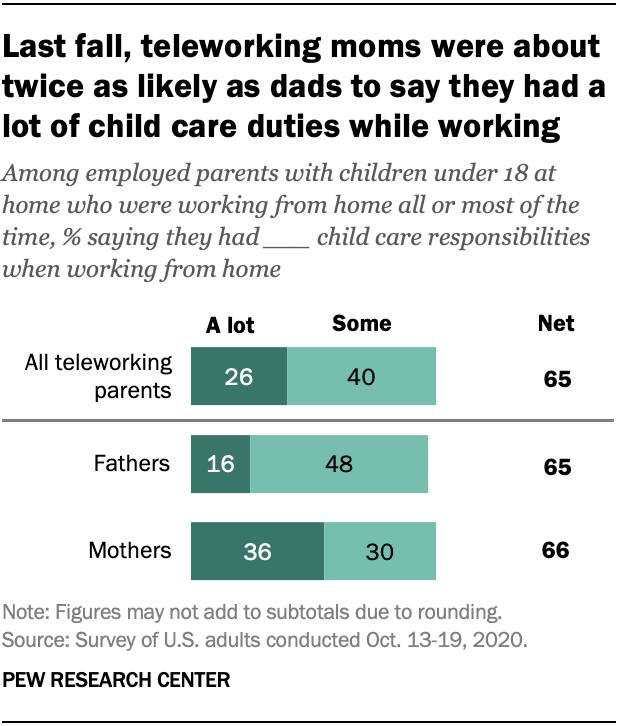 Last fall, teleworking moms were about
twice as likely as dads to say they had a
lot of child care duties while working
Among employed parents with children under 18 at
home who were working from home all or most of the
time, % saying they had ___ child care responsibilities
when working from home
A lot Some Net
All teleworking
parents
26 40 65
Fathers 16 48 65
Mothers 36 30 66
Note: Figures may not add to subtotals due to rounding.
Source: Survey of U.S. adults conducted Oct. 13-19, 2020.
PEW RESEARCH CENTER